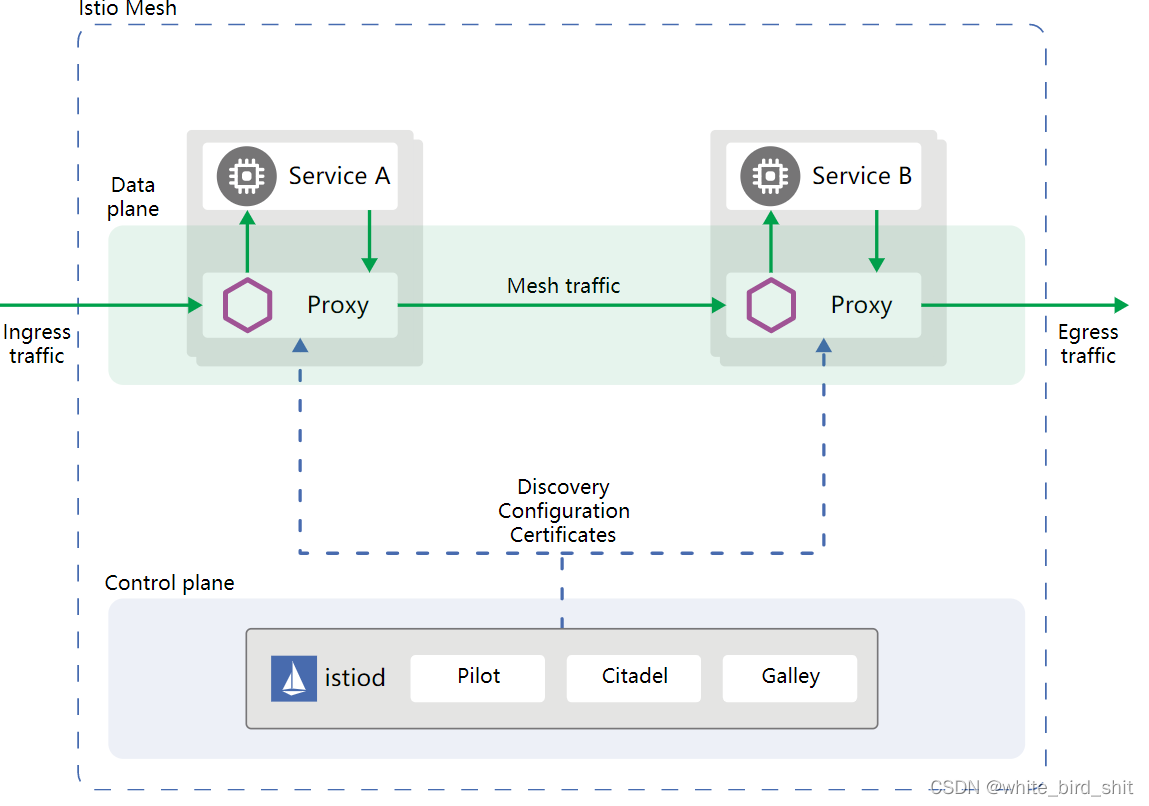 Istio Mesh
Service A
Service B
Data
plane
Mesh traffic
Proxy
Proxy
Ingress
traffic
Egress
traffic
Discovery
Configuration
Certificates
Control plane
istiod
Pilot
Citadel
Galley
CSDN @white_bird_shit